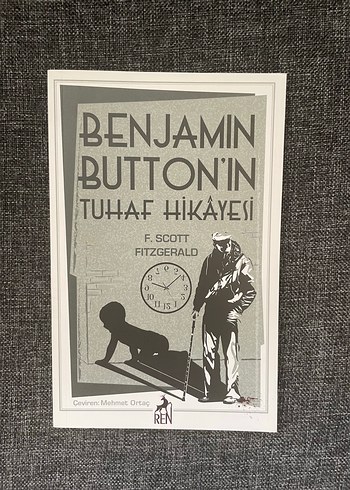 BENJAMIN
BUTTON'IN
TUHAF HİKÂYESİ
F. SCOTT
FITZGERALD
Çeviren: Mehmet Ortaç
REN